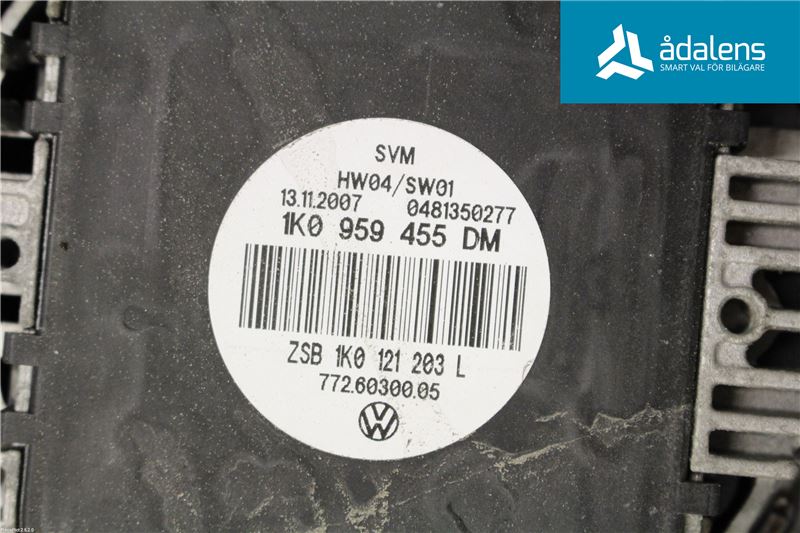 ådalens
SMART VAL FÖR BILÄGARE
SVM
HW04/SW01
13.11.2007 0481350277
1K0 959 455 DM
ZSB 1K0 121 203 L
772.60300.05